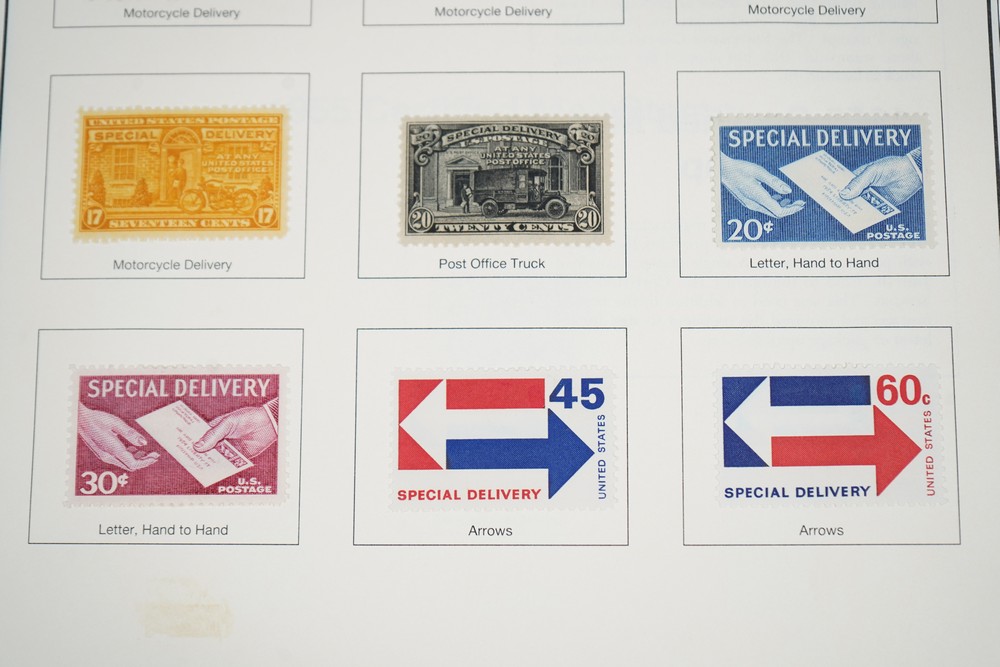 Motorcycle Delivery
Motorcycle Delivery
Motorcycle Delivery
UNITED STATES POSTAGE
SPECIAL DELIVERY
AT ANY
UNITED STATES
POST OFFICE
17
17
SEVENTEEN CENTS
Motorcycle Delivery
20
20
SPECIAL DELIVERY
U.S. POSTAGE
AT ANY
UNITED STATES
POST OFFICE
20
20
TWENTY CENTS
Post Office Truck
SPECIAL DELIVERY
20¢
U.S.
POSTAGE
Letter, Hand to Hand
SPECIAL DELIVERY
30¢
U.S.
POSTAGE
Letter, Hand to Hand
45
UNITED STATES
SPECIAL DELIVERY
Arrows
60c
UNITED STATES
SPECIAL DELIVERY
Arrows